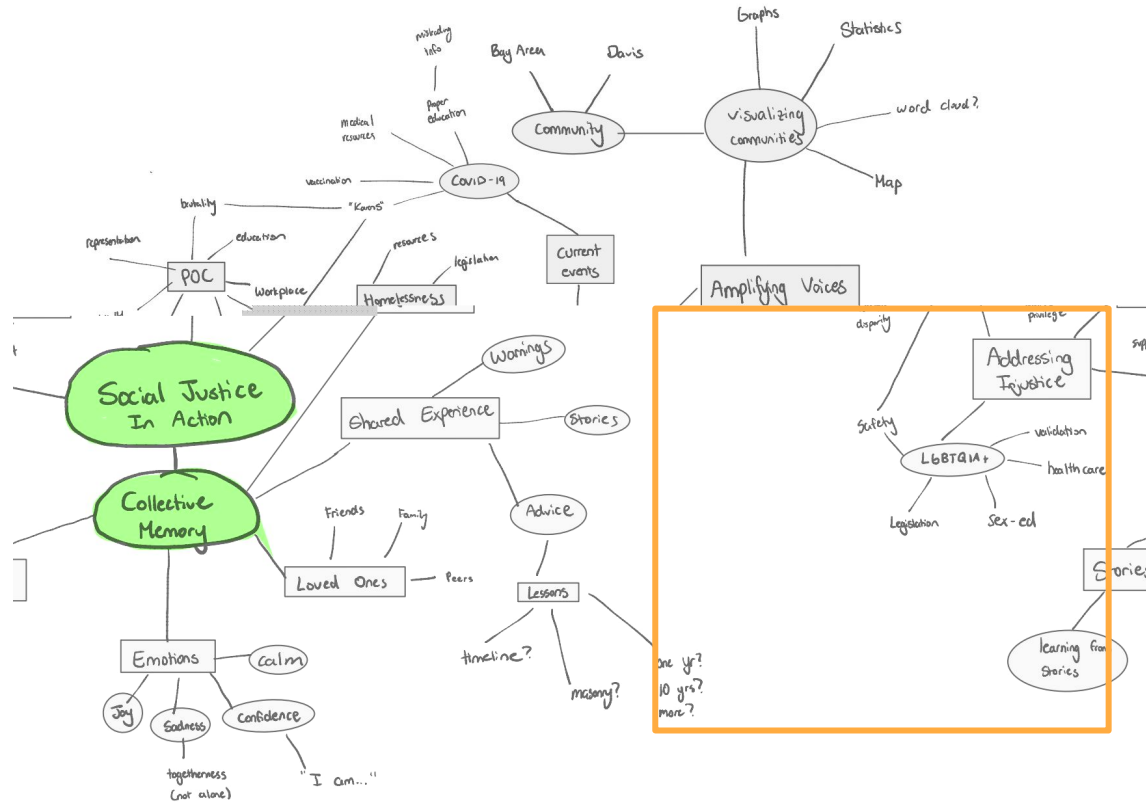 Graphs
Statistics
misleading
info
Bay Area
Davis
proper
education
word cloud?
visualizing
communities
Community
medical
resources
COVID-19
vaccination
Map
"Karens"
brutality
representation
education
resources
legislation
Current
events
POC
Workplace
Homelessness
Amplifying Voices
disparity
privilege
Social Justice
In Action
Warnings
Addressing
Injustice
Shared Experience
Stories
Safety
validation
LGBTQIA+
healthcare
Collective
Memory
Friends
Family
Advice
Legislation
Sex-ed
Loved Ones
Peers
Lessons
Stories
Emotions
Calm
timeline?
one yr?
10 yrs?
more?
masonry?
learning from
Stories
Joy
Sadness
Confidence
togetherness
(not alone)
"I am..."